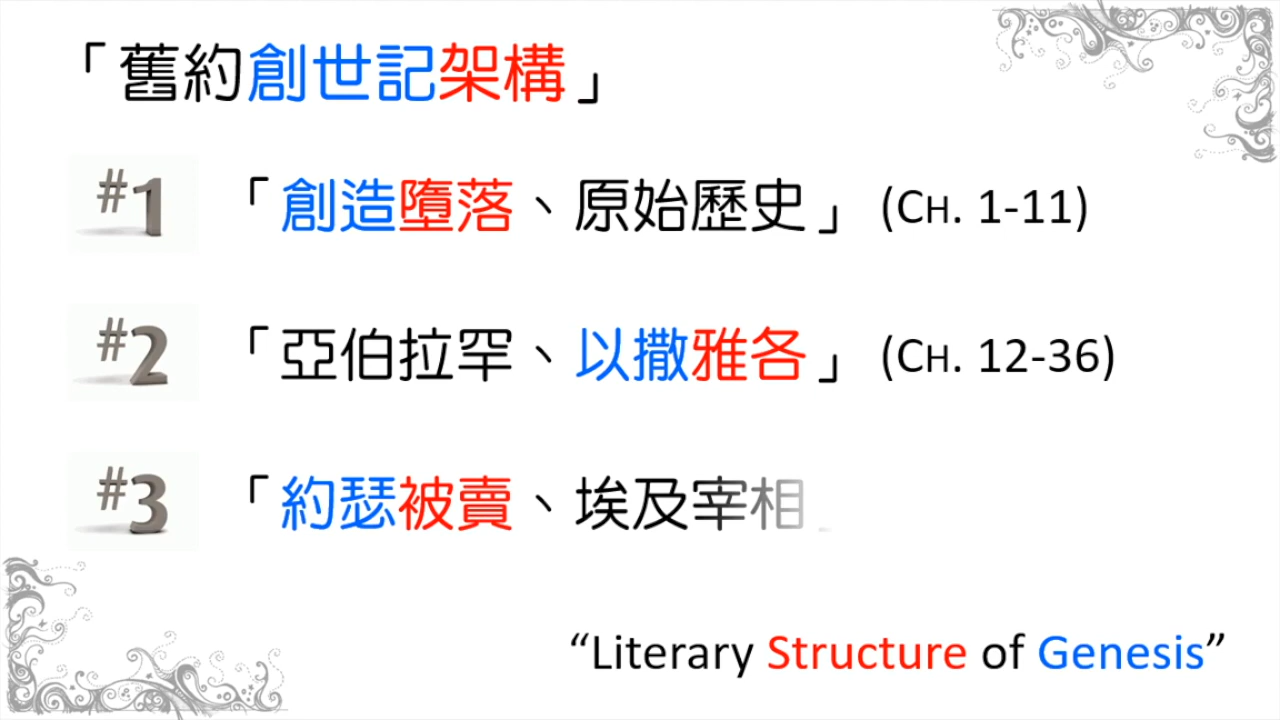 「舊約創世記架構」
#1 「創造墮落、原始歷史」 (CH. 1-11)
#2 「亞伯拉罕、以撒雅各」 (CH. 12-36)
#3 「約瑟被賣、埃及宰相」
“Literary Structure of Genesis”